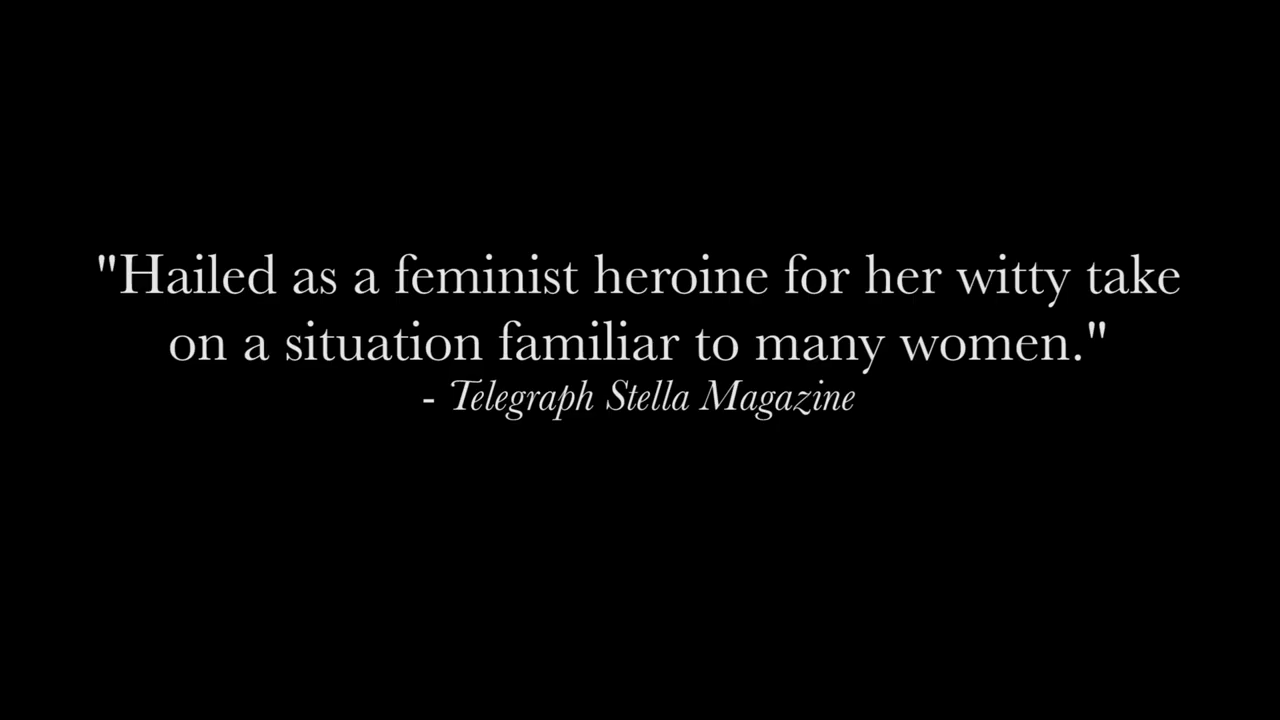 "Hailed as a feminist heroine for her witty take
on a situation familiar to many women."
- Telegraph Stella Magazine